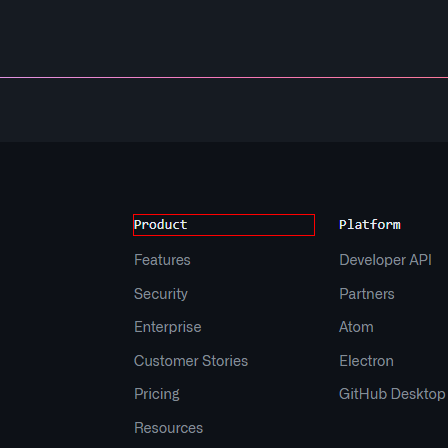 Product
Features
Security
Enterprise
Customer Stories
Pricing
Resources
Platform
Developer API
Partners
Atom
Electron
GitHub Desktop